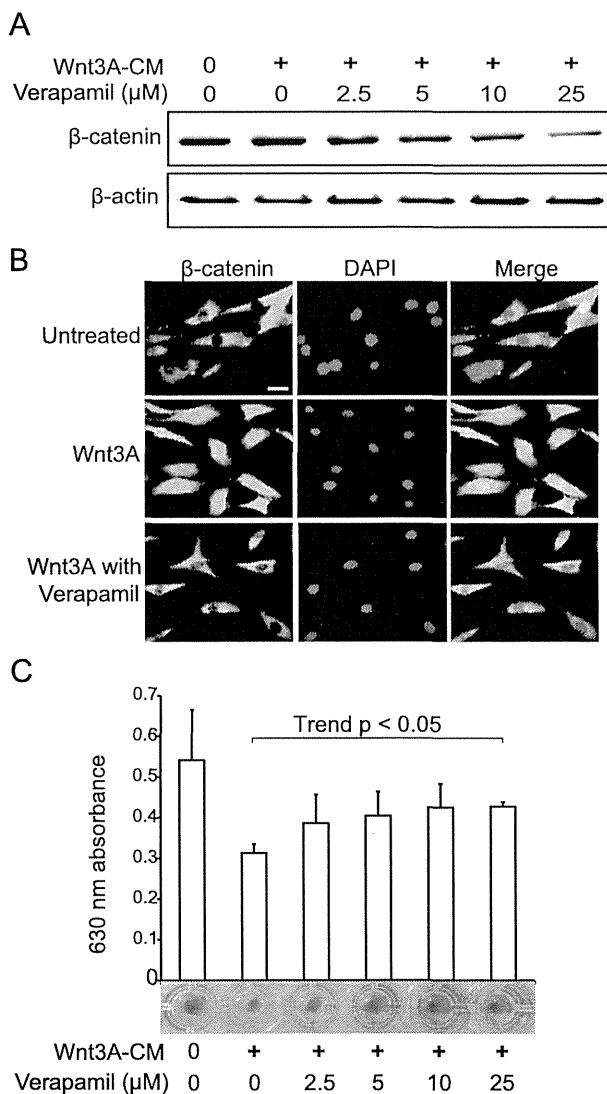 A
Wnt3A-CM 0 + + + + +
Verapamil (µM) 0 0 2.5 5 10 25
β-catenin
β-actin
B
β-catenin DAPI Merge
Untreated
Wnt3A
Wnt3A with
Verapamil
C
0.7
Trend p < 0.05
0.6
0.5
0.4
0.3
0.2
0.1
0
630 nm absorbance
Wnt3A-CM 0 + + + + +
Verapamil (µM) 0 0 2.5 5 10 25